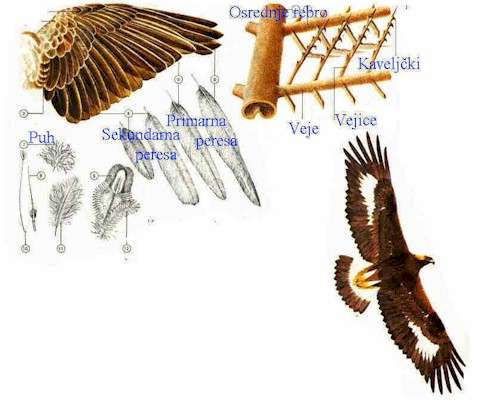 Osrednje rebro
Kaveljčki
Veje
Vejice
Primarna
peresa
Sekundarna
peresa
Puh